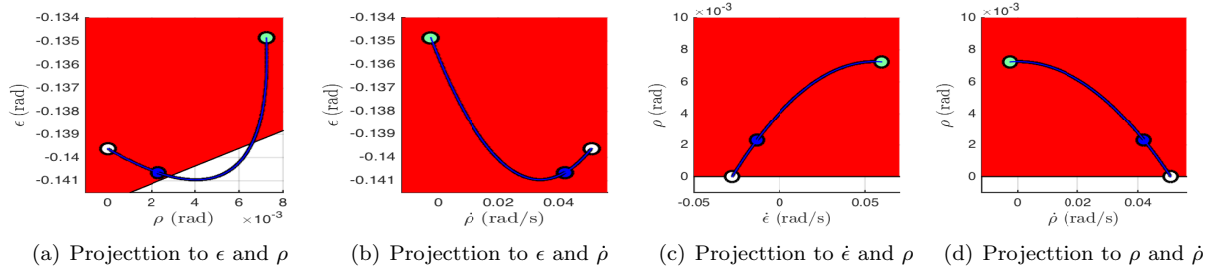 -0.134
-0.135
-0.136
-0.137
-0.138
-0.139
-0.14
-0.141
ϵ (rad)
0 2 4 6 8
ρ (rad) ×10⁻³
(a) Projecttion to ϵ and ρ
-0.134
-0.135
-0.136
-0.137
-0.138
-0.139
-0.14
-0.141
ϵ (rad)
0 0.02 0.04
ρ̇ (rad/s)
(b) Projecttion to ϵ and ρ̇
×10⁻³
10
8
6
4
2
0
ρ (rad)
-0.05 0 0.05
ϵ̇ (rad/s)
(c) Projecttion to ϵ̇ and ρ
×10⁻³
10
8
6
4
2
0
ρ (rad)
0 0.02 0.04
ρ̇ (rad/s)
(d) Projecttion to ρ and ρ̇